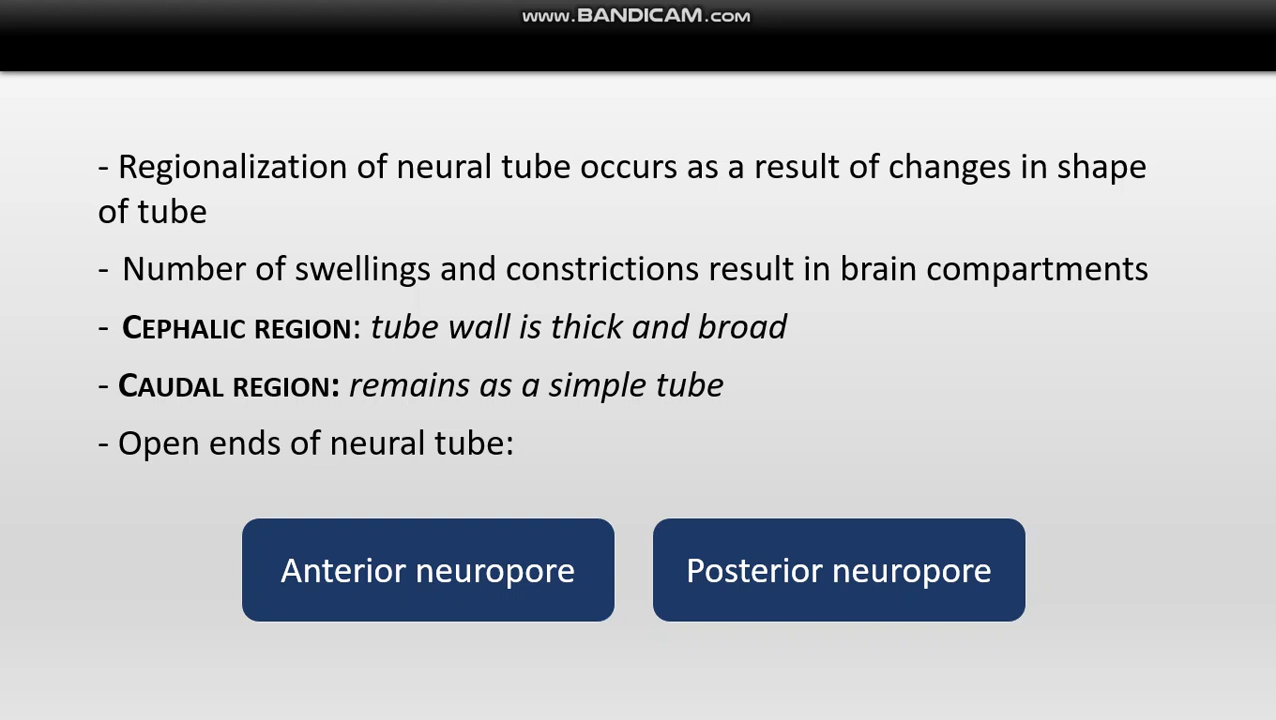 www.BANDICAM.com
- Regionalization of neural tube occurs as a result of changes in shape
of tube
- Number of swellings and constrictions result in brain compartments
- CEPHALIC REGION: tube wall is thick and broad
- CAUDAL REGION: remains as a simple tube
- Open ends of neural tube:
Anterior neuropore
Posterior neuropore